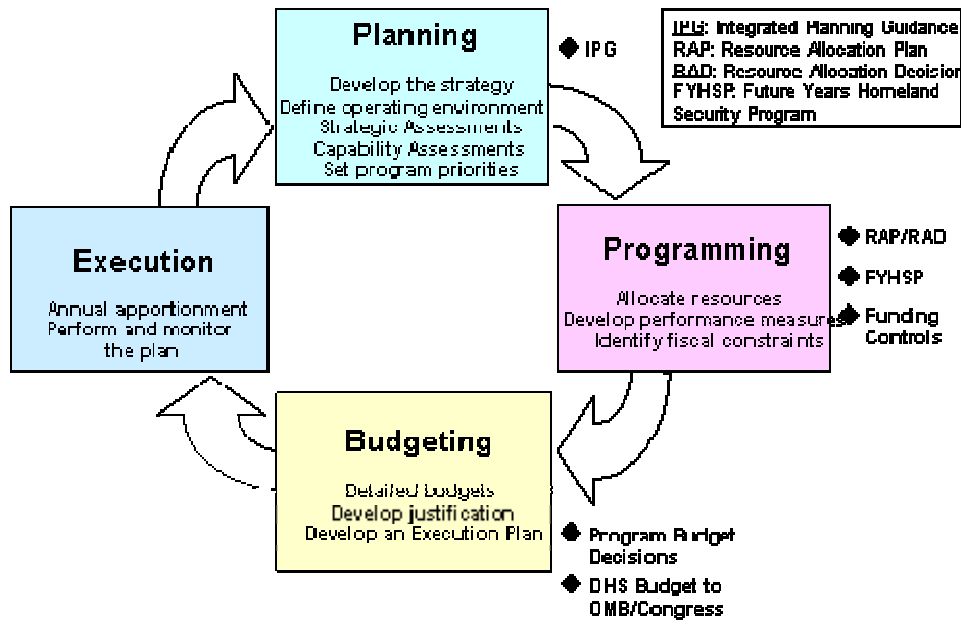 Planning
Develop the strategy
Define operating environment
Strategic Assessments
Capability Assessments
Set program priorities
◆ IPG
IPG: Integrated Planning Guidance
RAP: Resource Allocation Plan
RAD: Resource Allocation Decision
FYHSP: Future Years Homeland
Security Program
Execution
Annual apportionment
Perform and monitor
the plan
Programming
Allocate resources
Develop performance measures
Identify fiscal constraints
◆ RAP/RAD
◆ FYHSP
◆ Funding
Controls
Budgeting
Detailed budgets
Develop justification
Develop an Execution Plan
◆ Program Budget
Decisions
◆ DHS Budget to
OMB/Congress